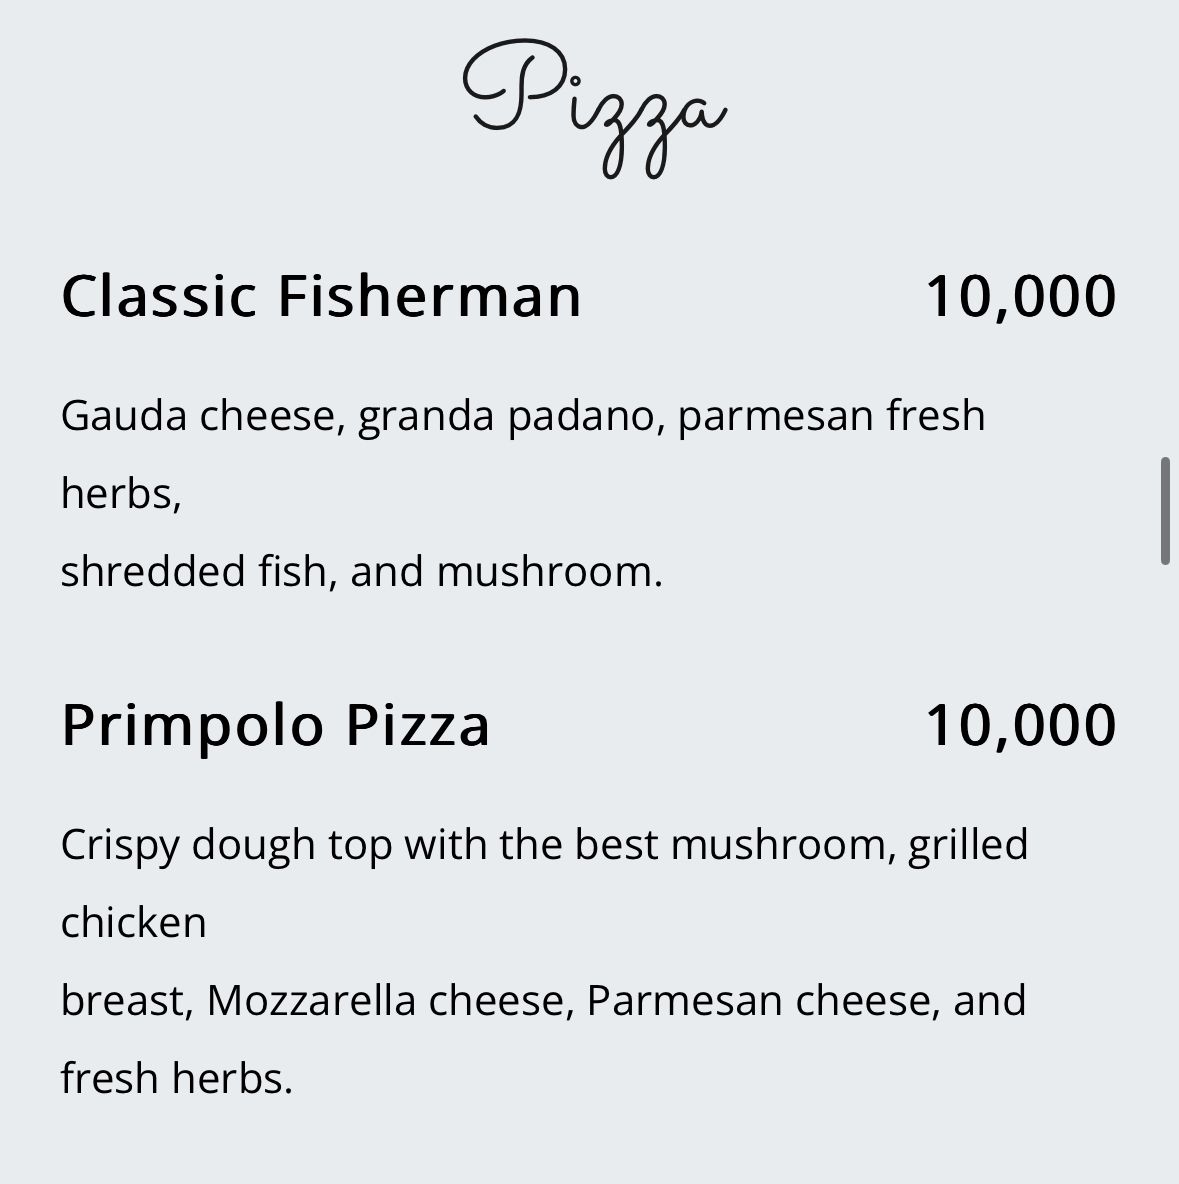 Pizza
Classic Fisherman 10,000
Gauda cheese, granda padano, parmesan fresh
herbs,
shredded fish, and mushroom.
Primpolo Pizza 10,000
Crispy dough top with the best mushroom, grilled
chicken
breast, Mozzarella cheese, Parmesan cheese, and
fresh herbs.